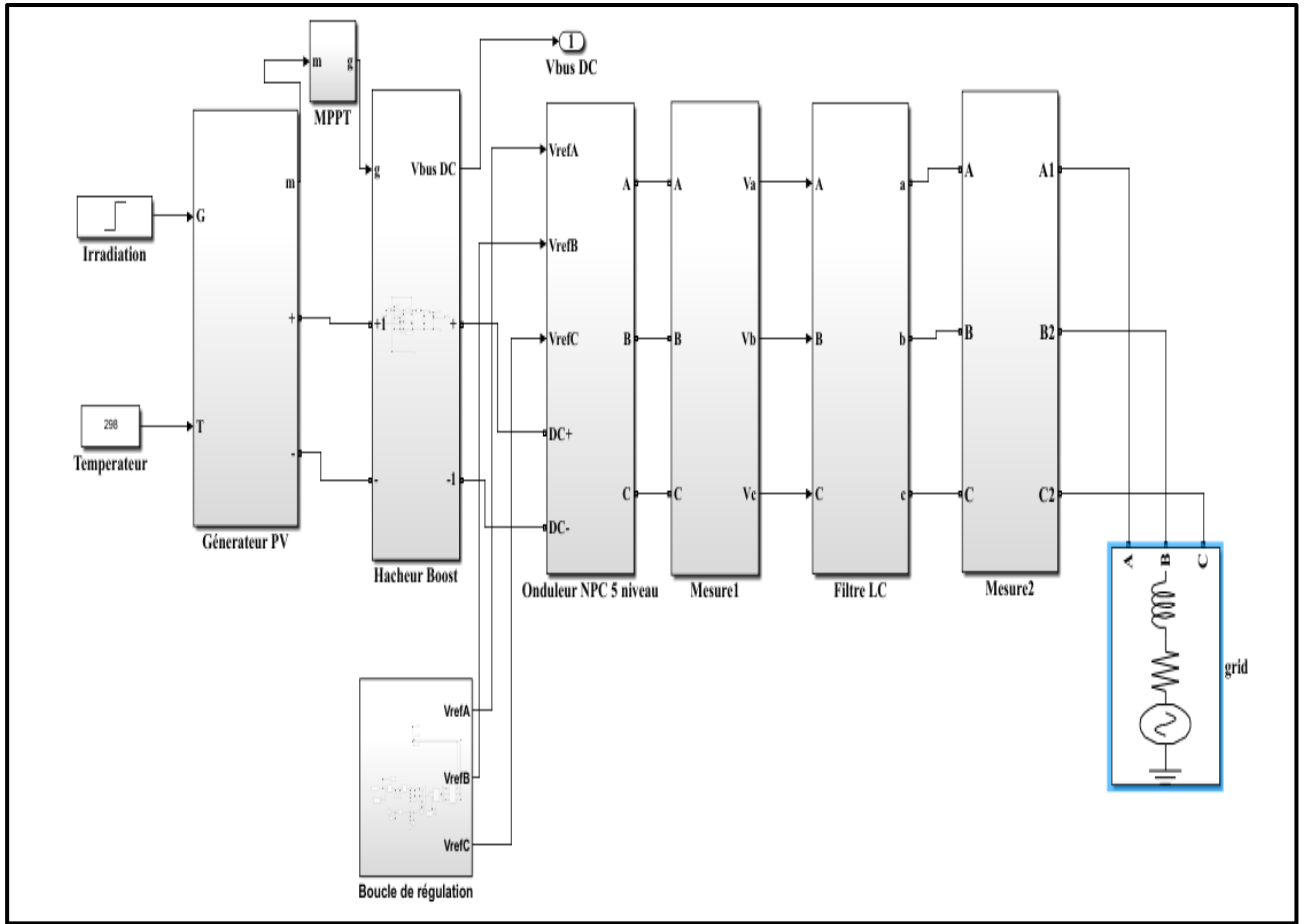 m
g
MPPT
1
Vbus DC
G
m
+
T
-
Irradiation
298
Temperateur
Génerateur PV
g
Vbus DC
+1
+
-
-1
Hacheur Boost
VrefA
VrefB
VrefC
DC+
DC-
A
B
C
Onduleur NPC 5 niveau
A
Va
B
Vb
C
Vc
Mesure1
A
a
B
b
C
c
Filtre LC
A
A1
B
B2
C
C2
Mesure2
A
B
C
grid
VrefA
VrefB
VrefC
Boucle de régulation